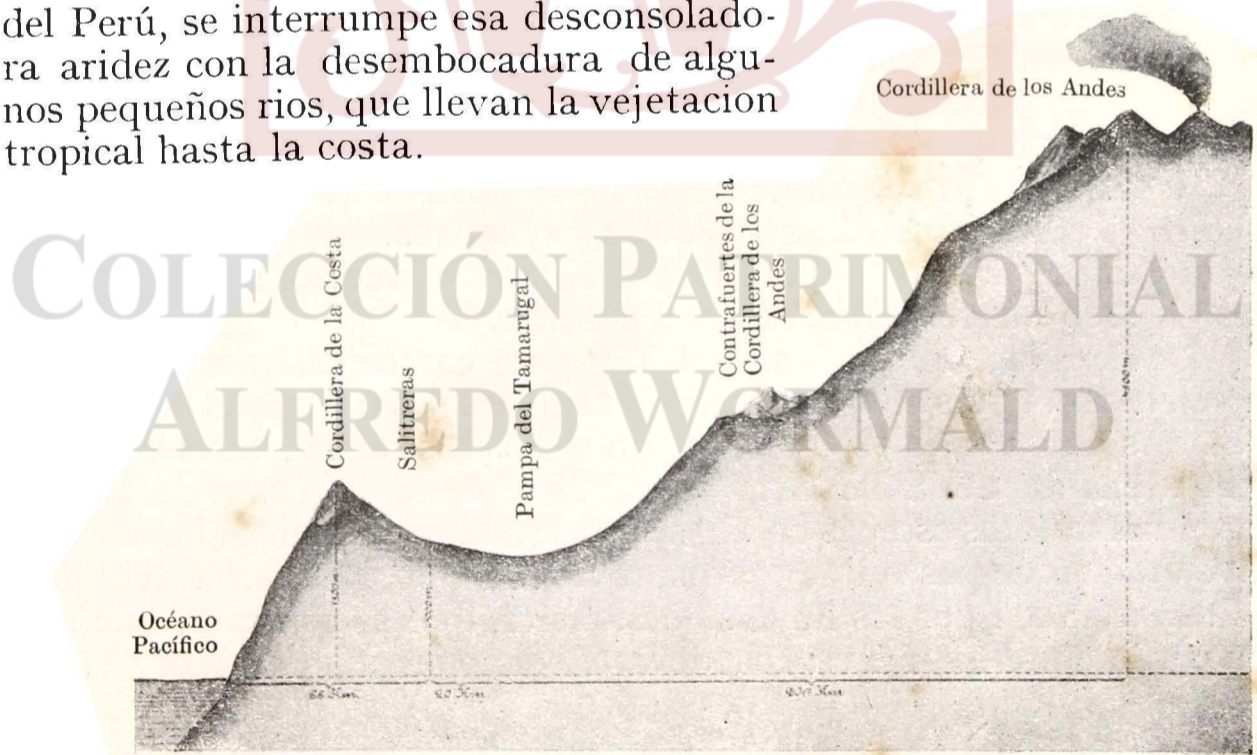 del Perú, se interrumpe esa desconsolado-
ra aridez con la desembocadura de algu-
nos pequeños rios, que llevan la vejetacion
tropical hasta la costa.
Cordillera de los Andes
Contrafuertes de la
Cordillera de los
Andes
Cordillera de la Costa
Salitreras
Pampa del Tamarugal
COLECCIÓN PATRIMONIAL
ALFREDO WORMALD
Océano
Pacífico